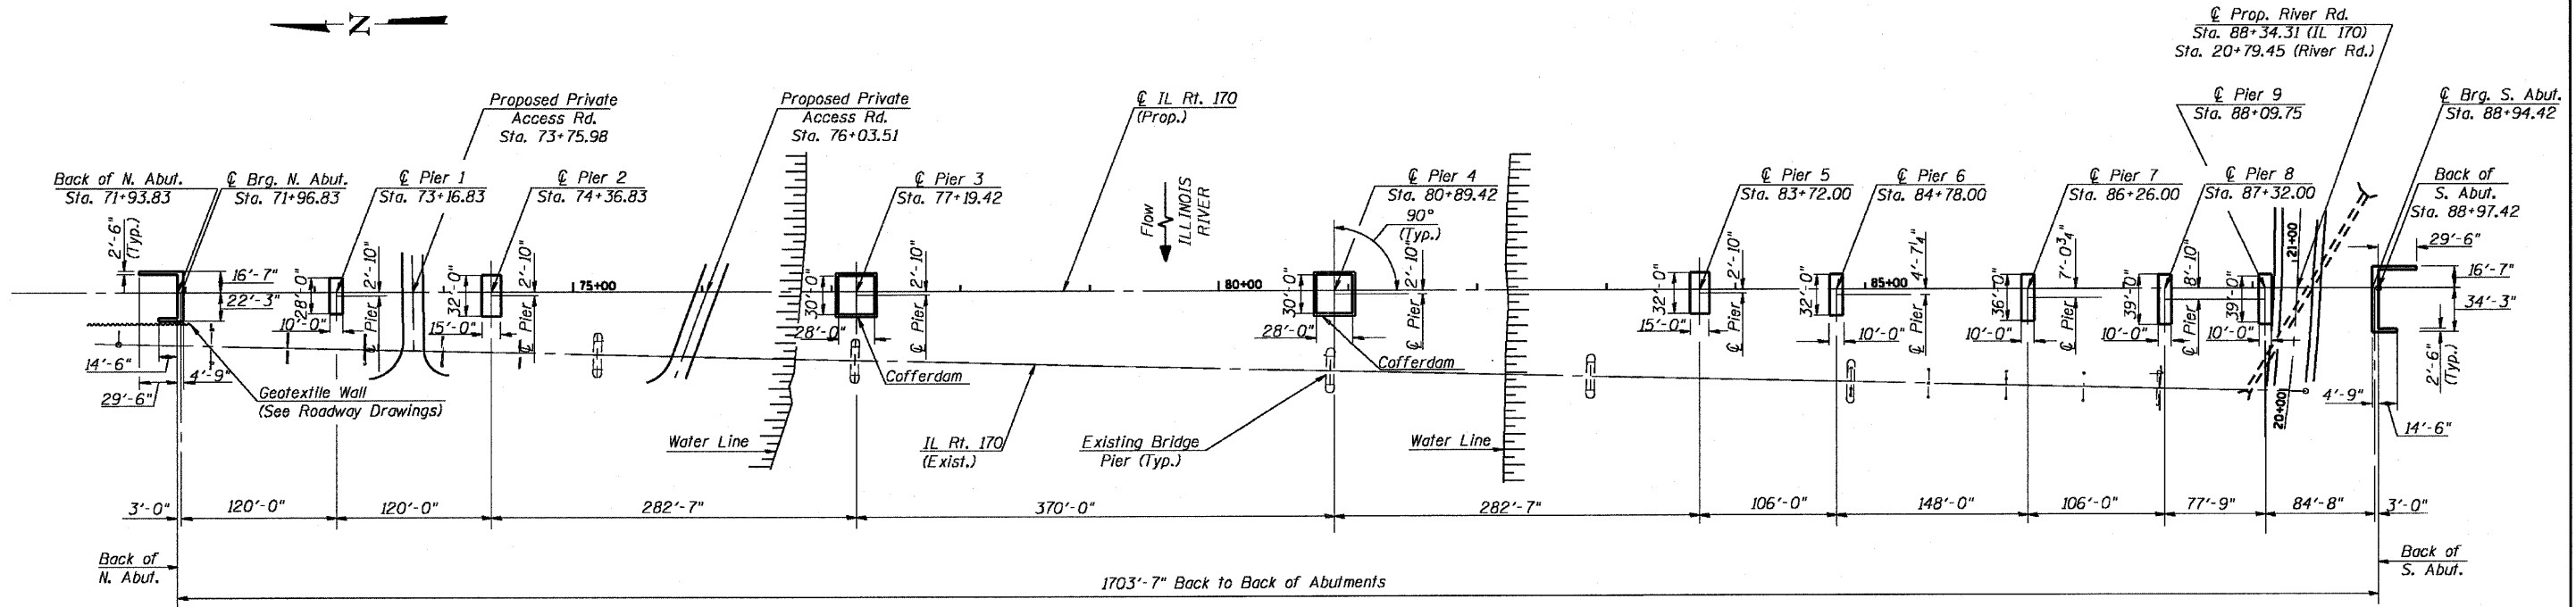 N
℄ Prop. River Rd.
Sta. 88+34.31 (IL 170)
Sta. 20+79.45 (River Rd.)
Proposed Private
Access Rd.
Sta. 73+75.98
Proposed Private
Access Rd.
Sta. 76+03.51
℄ IL Rt. 170
(Prop.)
℄ Pier 9
Sta. 88+09.75
℄ Brg. S. Abut.
Sta. 88+94.42
Back of N. Abut.
Sta. 71+93.83
℄ Brg. N. Abut.
Sta. 71+96.83
℄ Pier 1
Sta. 73+16.83
℄ Pier 2
Sta. 74+36.83
℄ Pier 3
Sta. 77+19.42
Flow
ILLINOIS
RIVER
℄ Pier 4
Sta. 80+89.42
90°
(Typ.)
℄ Pier 5
Sta. 83+72.00
℄ Pier 6
Sta. 84+78.00
℄ Pier 7
Sta. 86+26.00
℄ Pier 8
Sta. 87+32.00
Back of
S. Abut.
Sta. 88+97.42
2'-6"
(Typ.)
16'-7"
22'-3"
28'-0"
10'-0"
2'-10"
℄ Pier
32'-0"
15'-0"
2'-10"
℄ Pier
75+00
30'-0"
28'-0"
2'-10"
℄ Pier
80+00
30'-0"
28'-0"
2'-10"
℄ Pier
32'-0"
15'-0"
2'-10"
℄ Pier
32'-0"
10'-0"
85+00
4'-7¼"
℄ Pier
36'-0"
10'-0"
7'-0¾"
℄ Pier
39'-0"
10'-0"
8'-10"
℄ Pier
39'-0"
10'-0"
21+00
20+00
29'-6"
16'-7"
34'-3"
2'-6"
(Typ.)
4'-9"
14'-6"
14'-6"
4'-9"
29'-6"
Geotextile Wall
(See Roadway Drawings)
Cofferdam
Cofferdam
Water Line
IL Rt. 170
(Exist.)
Existing Bridge
Pier (Typ.)
Water Line
3'-0"
120'-0"
120'-0"
282'-7"
370'-0"
282'-7"
106'-0"
148'-0"
106'-0"
77'-9"
84'-8"
3'-0"
Back of
N. Abut.
1703'-7" Back to Back of Abutments
Back of
S. Abut.